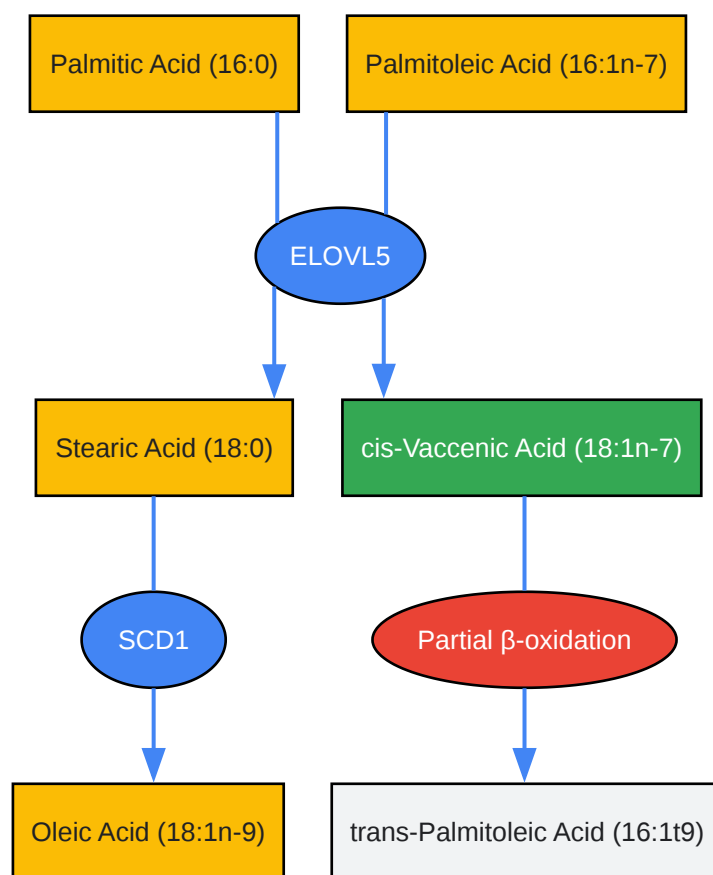 Palmitic Acid (16:0)
Palmitoleic Acid (16:1n-7)
ELOVL5
Stearic Acid (18:0)
cis-Vaccenic Acid (18:1n-7)
SCD1
Partial β-oxidation
Oleic Acid (18:1n-9)
trans-Palmitoleic Acid (16:1t9)